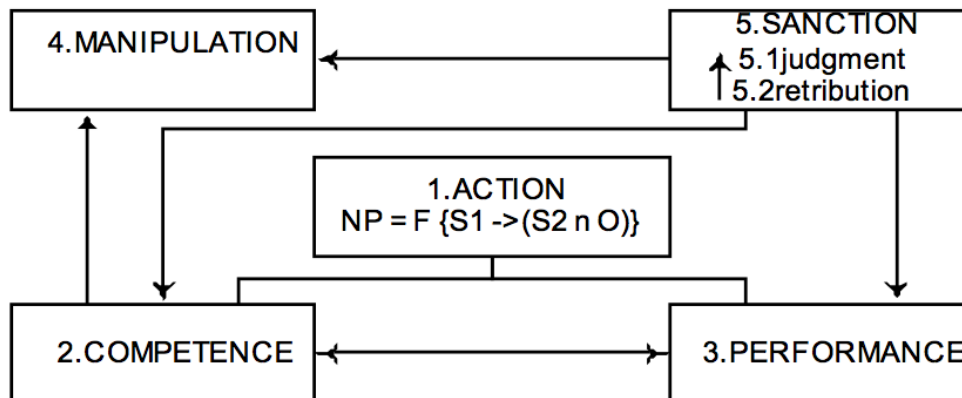 4.MANIPULATION
5.SANCTION
5.1judgment
5.2retribution
1.ACTION
NP = F {S1 ->(S2 n O)}
2.COMPETENCE
3.PERFORMANCE